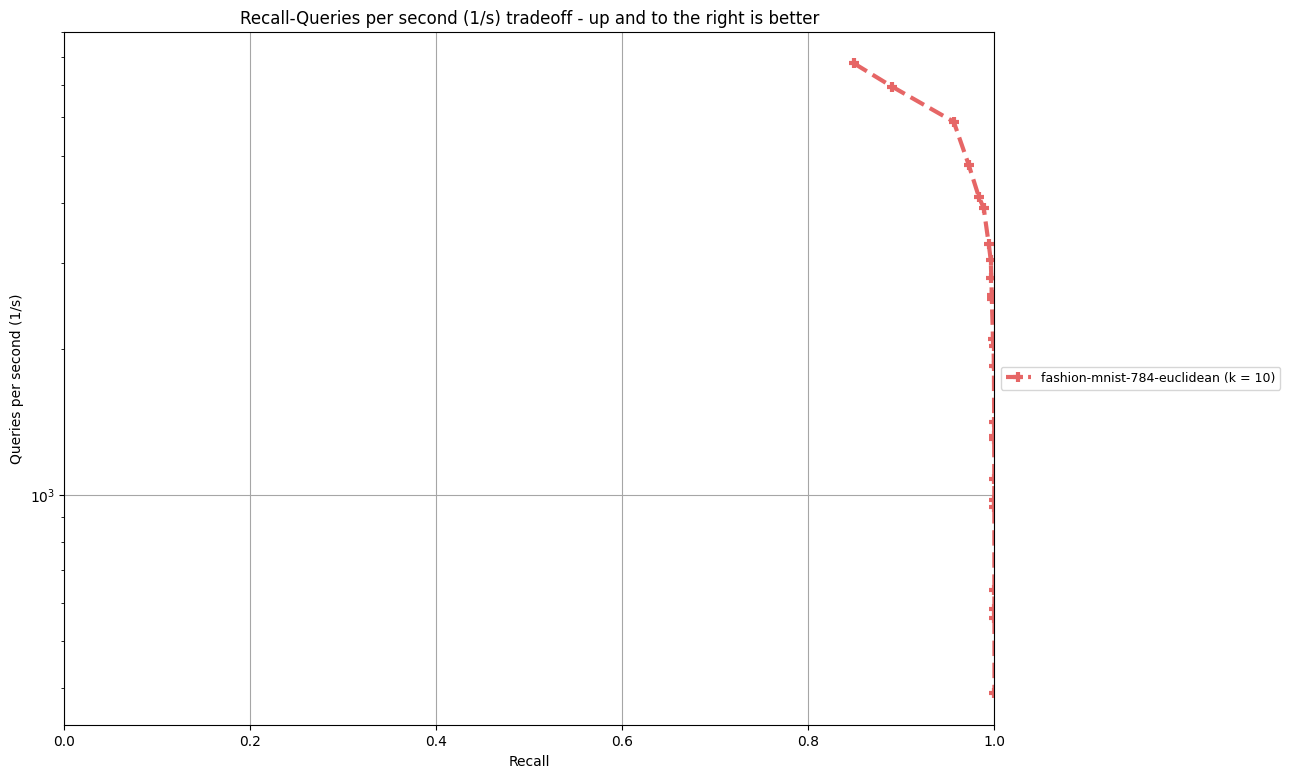 Recall-Queries per second (1/s) tradeoff - up and to the right is better
Queries per second (1/s)
10³
0.0 0.2 0.4 0.6 0.8 1.0
Recall
fashion-mnist-784-euclidean (k = 10)